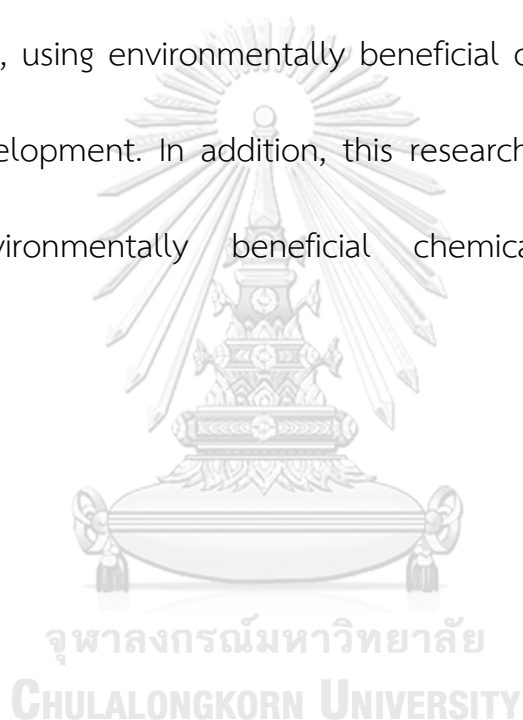 , using environmentally beneficial c
elopment. In addition, this research
vironmentally beneficial chemica
จุฬาลงกรณ์มหาวิทยาลัย
CHULALONGKORN UNIVERSITY